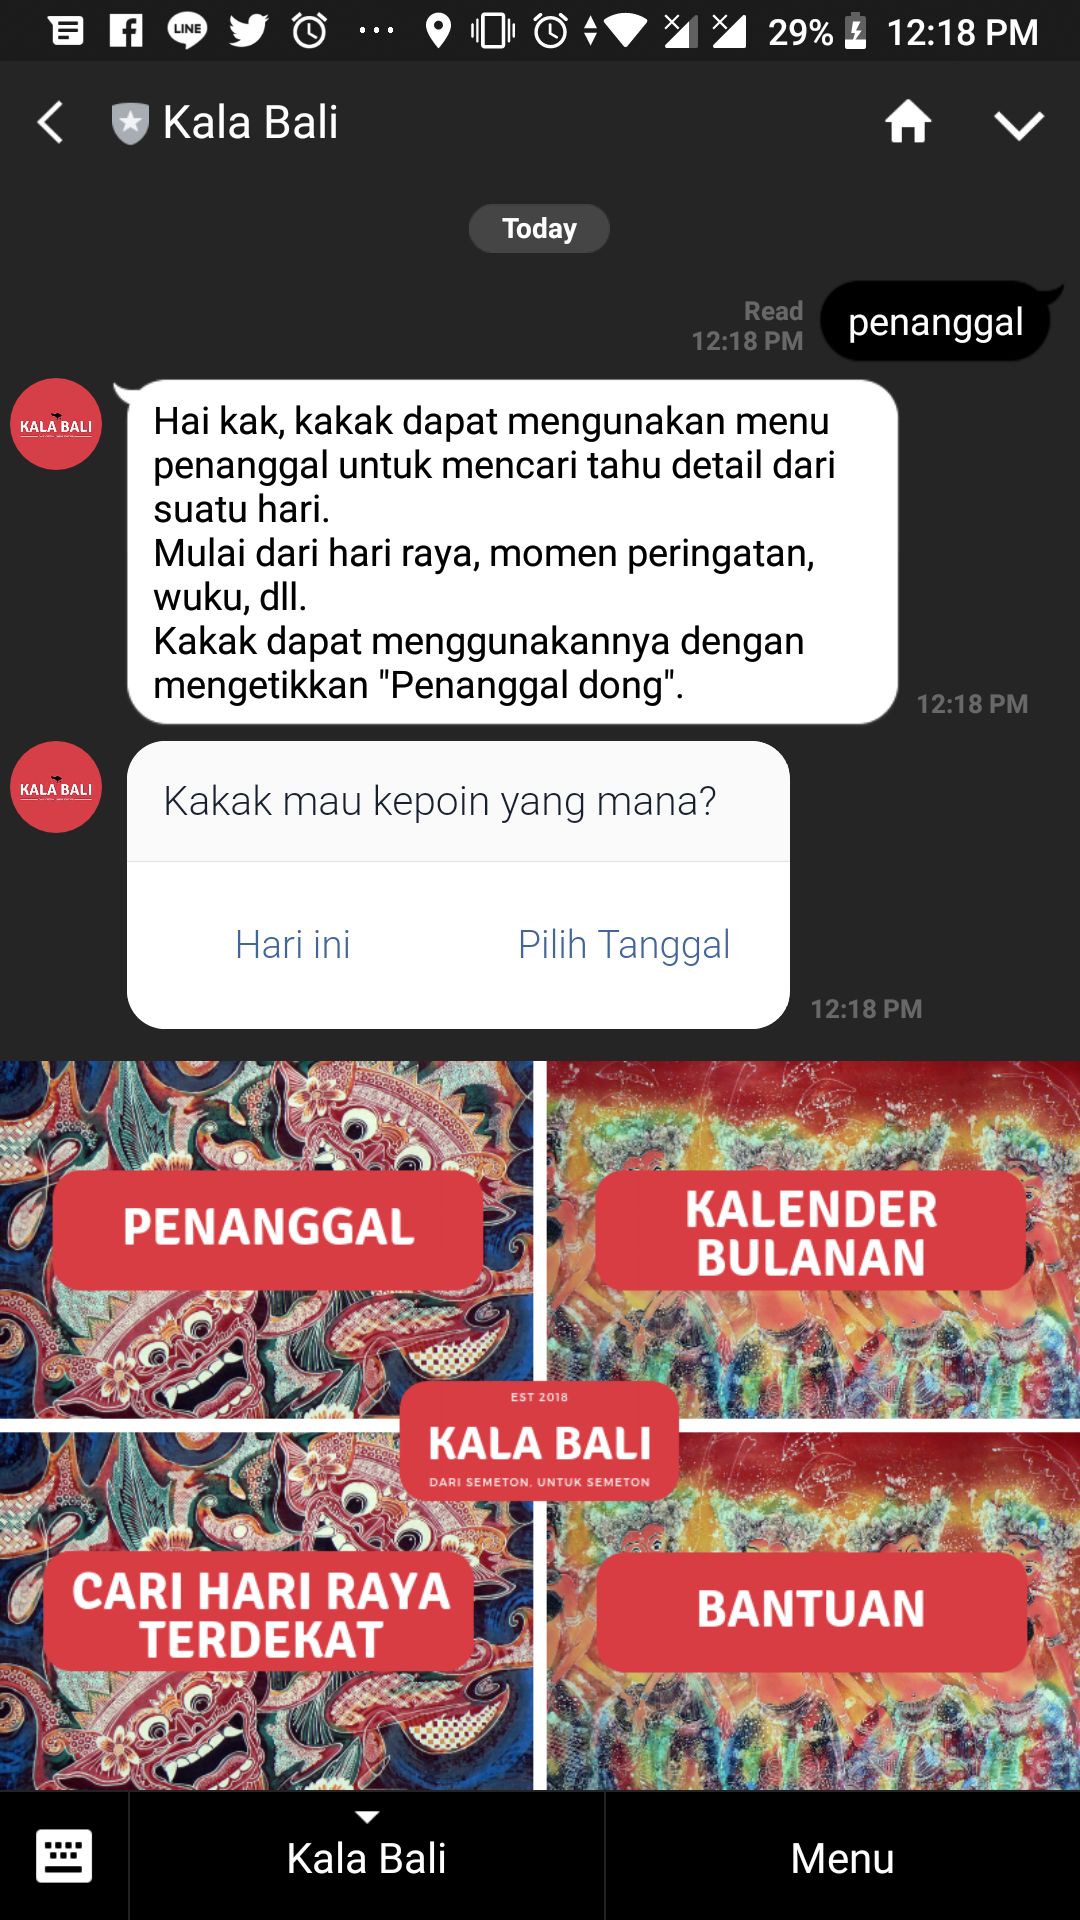 LINE
29%
12:18 PM
Kala Bali
Today
penanggal
Read
12:18 PM
KALA BALI
Hai kak, kakak dapat mengunakan menu
penanggal untuk mencari tahu detail dari
suatu hari.
Mulai dari hari raya, momen peringatan,
wuku, dll.
Kakak dapat menggunakannya dengan
mengetikkan "Penanggal dong".
12:18 PM
KALA BALI
Kakak mau kepoin yang mana?
Hari ini
Pilih Tanggal
12:18 PM
PENANGGAL
KALENDER
BULANAN
EST 2018
KALA BALI
DARI SEMETON, UNTUK SEMETON
CARI HARI RAYA
TERDEKAT
BANTUAN
Kala Bali
Menu